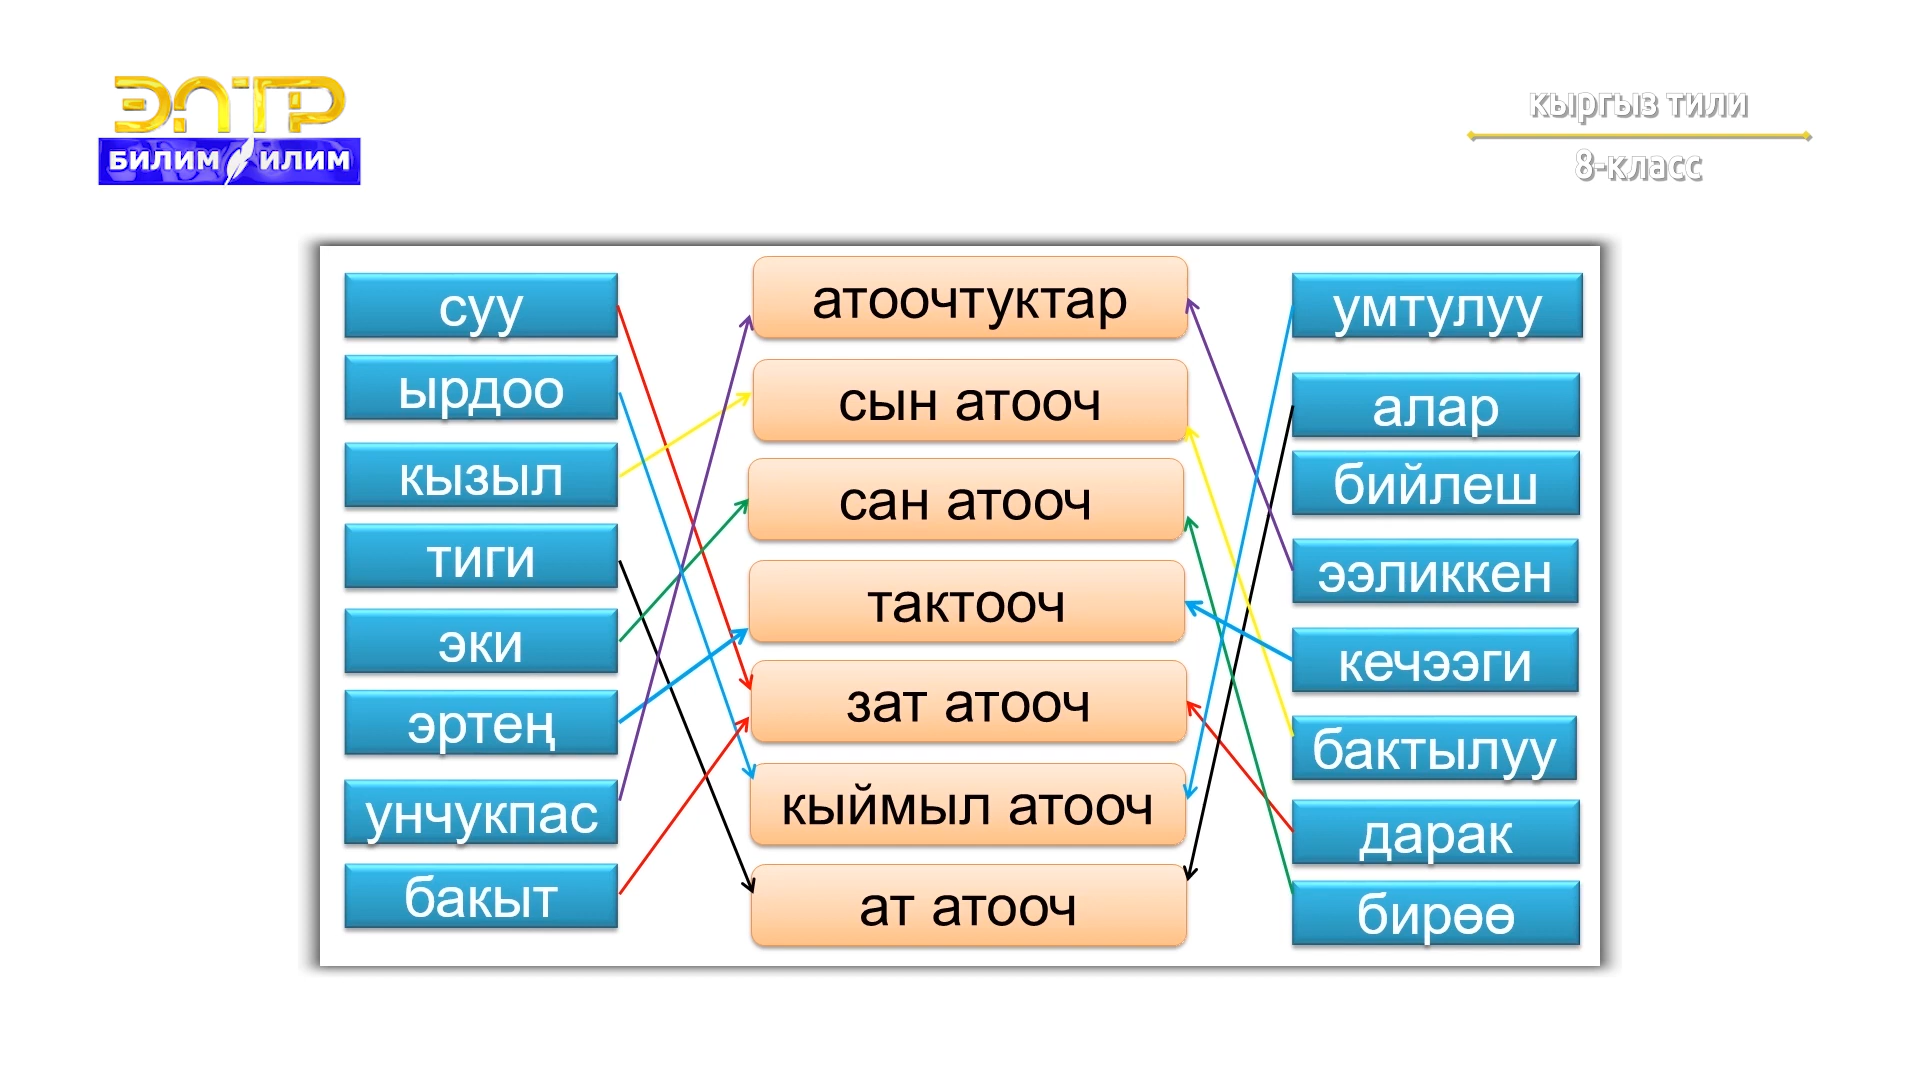 ЭЛТР
БИЛИМ ИЛИМ
кыргыз тили
8-класс
суу
ырдоо
кызыл
тиги
эки
эртең
унчукпас
бакыт
атоочтуктар
сын атооч
сан атооч
тактооч
зат атооч
кыймыл атооч
ат атооч
умтулуу
алар
бийлеш
ээликкен
кечээги
бактылуу
дарак
бирөө